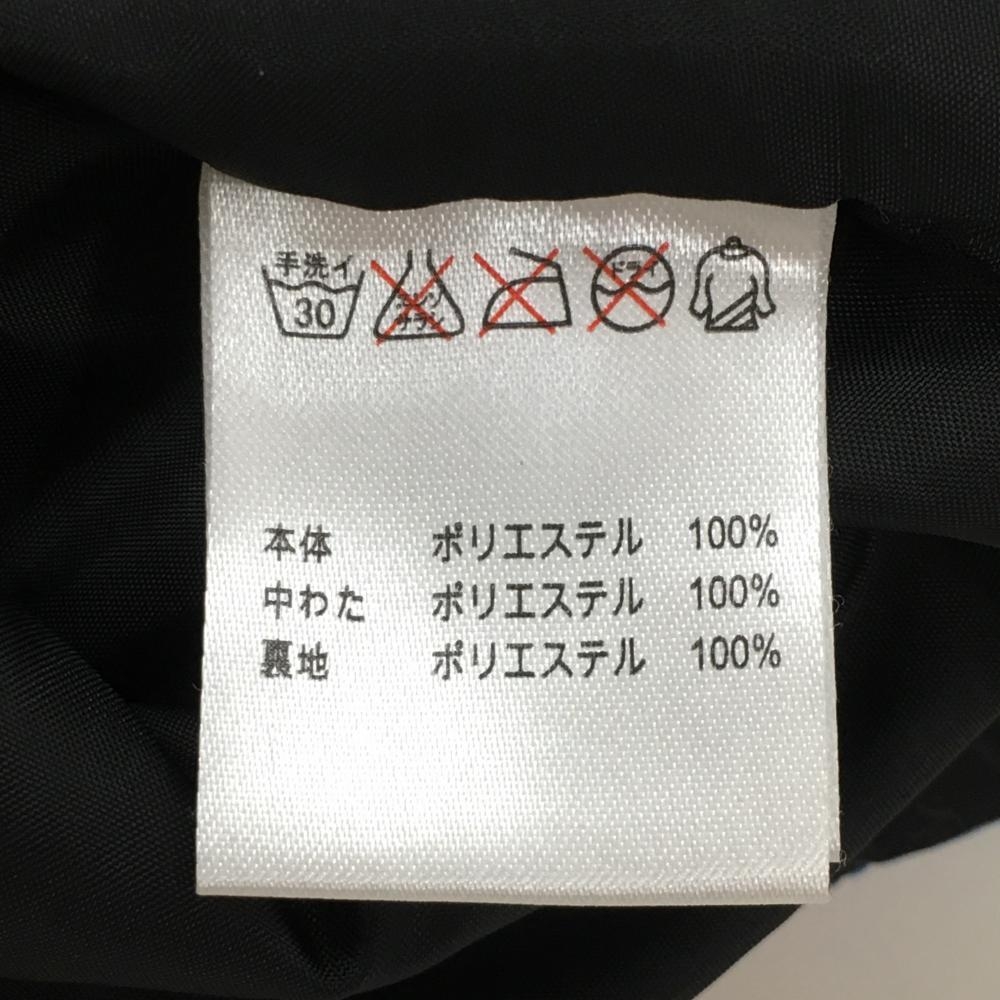 手洗イ
30
エンソ
サラシ
ドライ
本体 ポリエステル 100%
中わた ポリエステル 100%
裏地 ポリエステル 100%